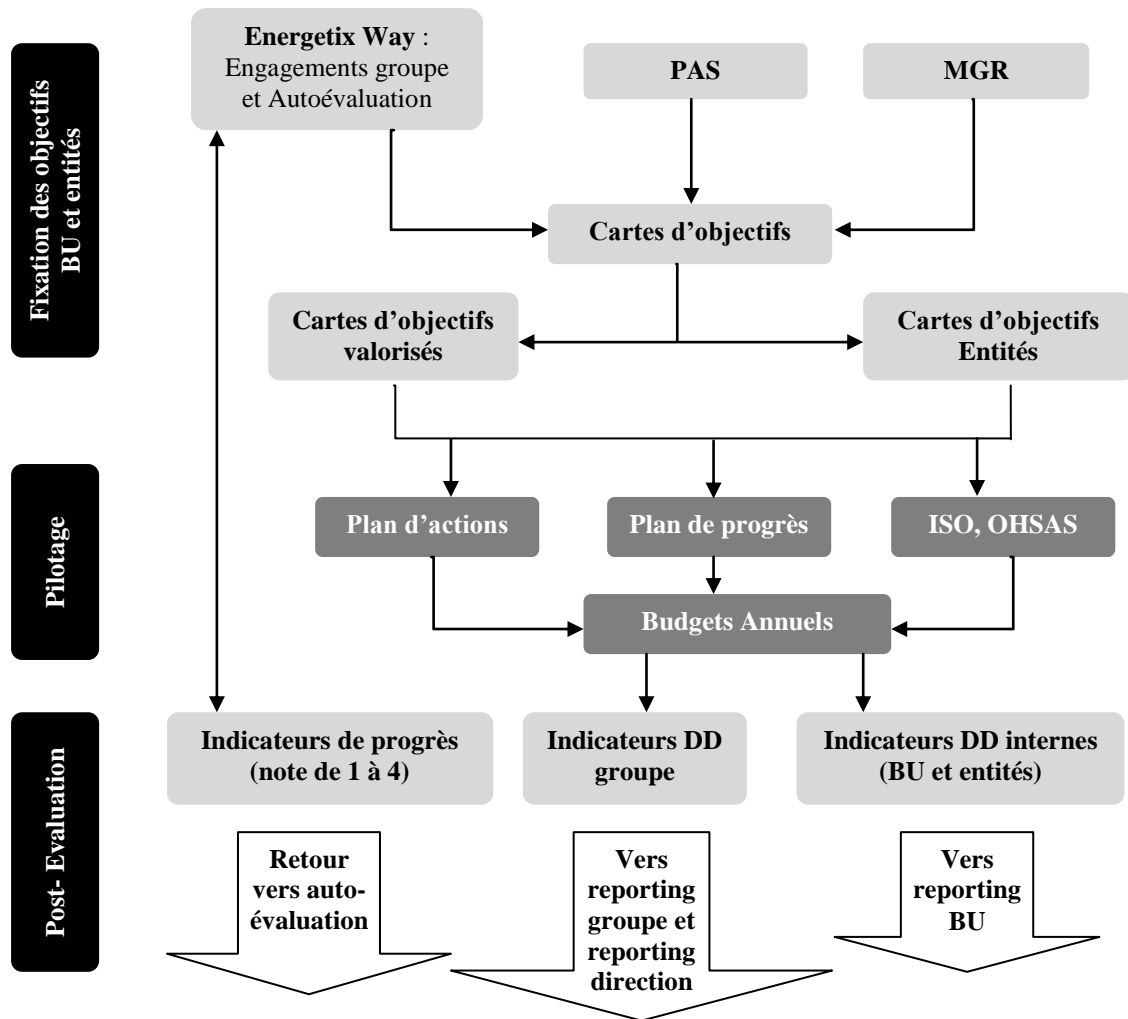 Fixation des objectifs
BU et entités
Energetix Way :
Engagements groupe
et Autoévaluation
PAS
MGR
Cartes d’objectifs
Cartes d’objectifs
valorisés
Cartes d’objectifs
Entités
Pilotage
Plan d’actions
Plan de progrès
ISO, OHSAS
Budgets Annuels
Post- Evaluation
Indicateurs de progrès
(note de 1 à 4)
Indicateurs DD
groupe
Indicateurs DD internes
(BU et entités)
Retour
vers auto-
évaluation
Vers
reporting
groupe et
reporting
direction
Vers
reporting
BU